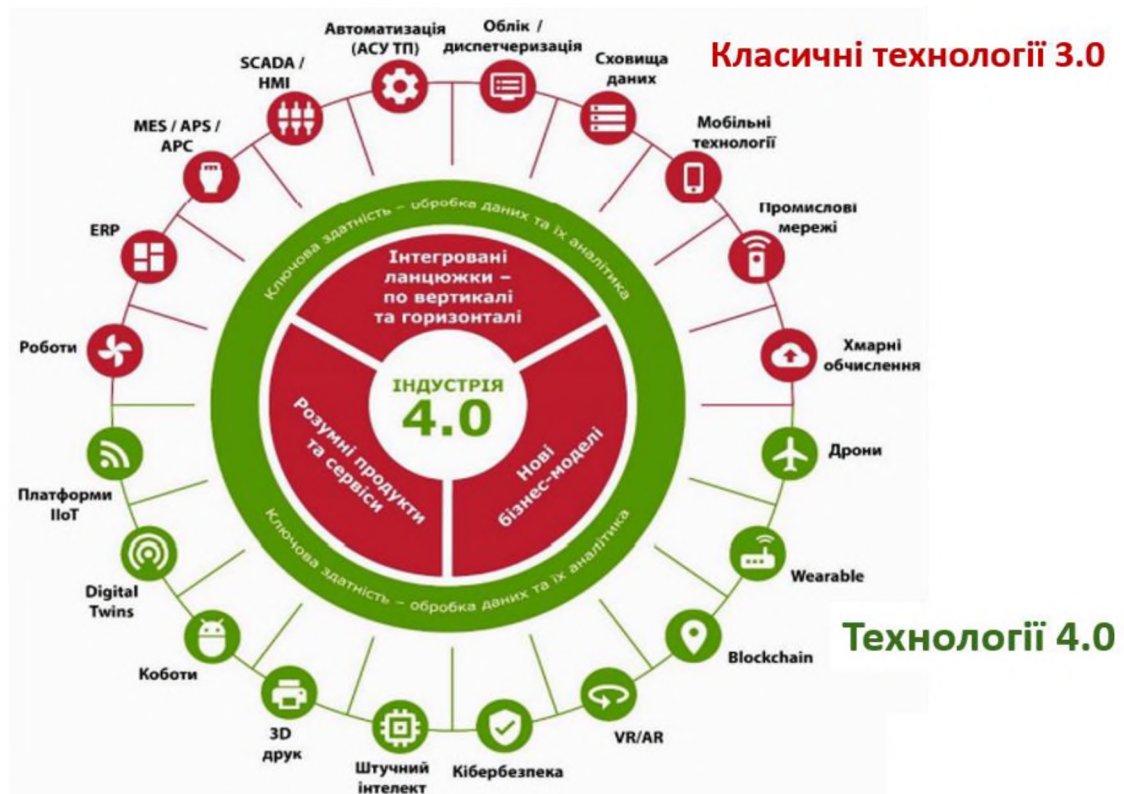 Класичні технології 3.0
Автоматизація
(АСУ ТП)
Облік /
диспетчеризація
Сховища
даних
Мобільні
технології
Промислові
мережі
Хмарні
обчислення
SCADA /
HMI
MES / APS /
APC
ERP
Роботи
Ключова здатність – обробка даних та їх аналітика
Інтегровані
ланцюжки –
по вертикалі
та горизонталі
ІНДУСТРІЯ
4.0
Розумні продукти
та сервіси
Нові
бізнес-моделі
Ключова здатність – обробка даних та їх аналітика
Дрони
Wearable
Blockchain
VR/AR
Кібербезпека
Штучний
інтелект
3D
друк
Коботи
Digital
Twins
Платформи
IIoT
Технології 4.0